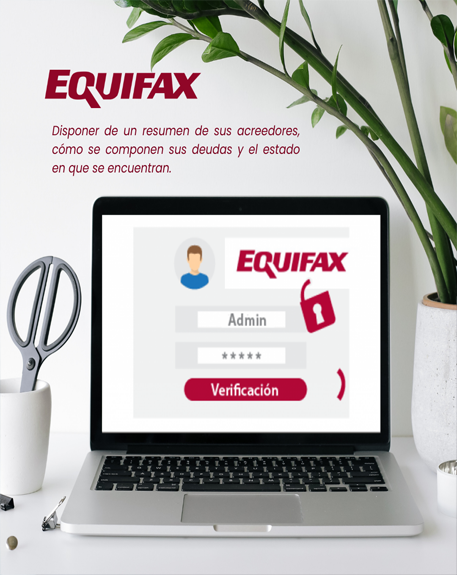 EQUIFAX
Disponer de un resumen de sus acreedores,
cómo se componen sus deudas y el estado
en que se encuentran.
EQUIFAX
Admin
*****
Verificación